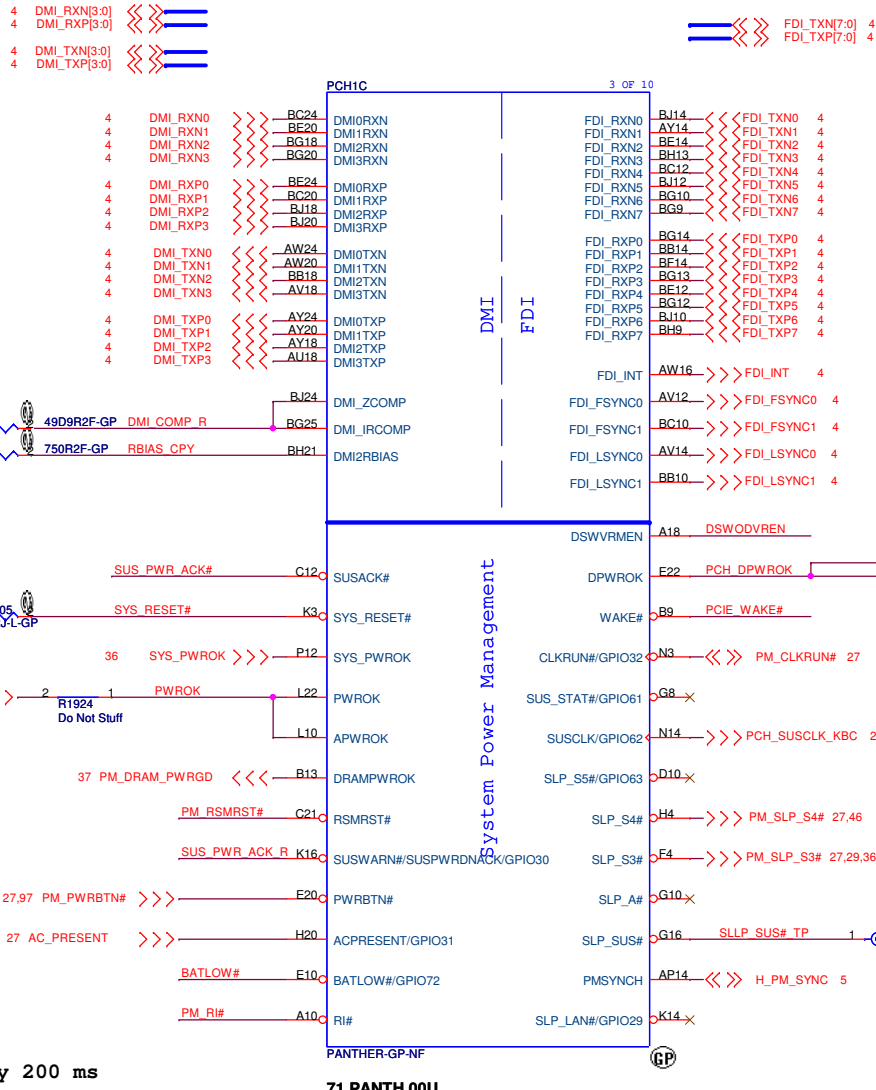 4 DMI_RXN[3:0]
4 DMI_RXP[3:0]
4 DMI_TXN[3:0]
4 DMI_TXP[3:0]
FDI_TXN[7:0] 4
FDI_TXP[7:0] 4
PCH1C 3 OF 10
4 DMI_RXN0 BC24 DMI0RXN
4 DMI_RXN1 BE20 DMI1RXN
4 DMI_RXN2 BG18 DMI2RXN
4 DMI_RXN3 BG20 DMI3RXN
4 DMI_RXP0 BE24 DMI0RXP
4 DMI_RXP1 BC20 DMI1RXP
4 DMI_RXP2 BJ18 DMI2RXP
4 DMI_RXP3 BJ20 DMI3RXP
4 DMI_TXN0 AW24 DMI0TXN
4 DMI_TXN1 AW20 DMI1TXN
4 DMI_TXN2 BB18 DMI2TXN
4 DMI_TXN3 AV18 DMI3TXN
4 DMI_TXP0 AY24 DMI0TXP
4 DMI_TXP1 AY20 DMI1TXP
4 DMI_TXP2 AY18 DMI2TXP
4 DMI_TXP3 AU18 DMI3TXP
BJ24 DMI_ZCOMP
49D9R2F-GP DMI_COMP_R BG25 DMI_IRCOMP
750R2F-GP RBIAS_CPY BH21 DMI2RBIAS
DMI
FDI
FDI_RXN0 BJ14 FDI_TXN0 4
FDI_RXN1 AY14 FDI_TXN1 4
FDI_RXN2 BE14 FDI_TXN2 4
FDI_RXN3 BH13 FDI_TXN3 4
FDI_RXN4 BC12 FDI_TXN4 4
FDI_RXN5 BJ12 FDI_TXN5 4
FDI_RXN6 BG10 FDI_TXN6 4
FDI_RXN7 BG9 FDI_TXN7 4
FDI_RXP0 BG14 FDI_TXP0 4
FDI_RXP1 BB14 FDI_TXP1 4
FDI_RXP2 BF14 FDI_TXP2 4
FDI_RXP3 BG13 FDI_TXP3 4
FDI_RXP4 BE12 FDI_TXP4 4
FDI_RXP5 BG12 FDI_TXP5 4
FDI_RXP6 BJ10 FDI_TXP6 4
FDI_RXP7 BH9 FDI_TXP7 4
FDI_INT AW16 FDI_INT 4
FDI_FSYNC0 AV12 FDI_FSYNC0 4
FDI_FSYNC1 BC10 FDI_FSYNC1 4
FDI_LSYNC0 AV14 FDI_LSYNC0 4
FDI_LSYNC1 BB10 FDI_LSYNC1 4
System Power Management
SUS_PWR_ACK# C12 SUSACK#
05
J-L-GP
SYS_RESET# K3 SYS_RESET#
36 SYS_PWROK P12 SYS_PWROK
2 R1924 1 PWROK L22 PWROK
Do Not Stuff
L10 APWROK
37 PM_DRAM_PWRGD B13 DRAMPWROK
PM_RSMRST# C21 RSMRST#
SUS_PWR_ACK_R K16 SUSWARN#/SUSPWRDNACK/GPIO30
27,97 PM_PWRBTN# E20 PWRBTN#
27 AC_PRESENT H20 ACPRESENT/GPIO31
BATLOW# E10 BATLOW#/GPIO72
PM_RI# A10 RI#
DSWVRMEN A18 DSWODVREN
DPWROK E22 PCH_DPWROK
WAKE# B9 PCIE_WAKE#
CLKRUN#/GPIO32 N3 PM_CLKRUN# 27
SUS_STAT#/GPIO61 G8
SUSCLK/GPIO62 N14 PCH_SUSCLK_KBC 2
SLP_S5#/GPIO63 D10
SLP_S4# H4 PM_SLP_S4# 27,46
SLP_S3# F4 PM_SLP_S3# 27,29,36
SLP_A# G10
SLP_SUS# G16 SLLP_SUS#_TP 1
PMSYNCH AP14 H_PM_SYNC 5
SLP_LAN#/GPIO29 K14
PANTHER-GP-NF
GP
y 200 ms
71.PANTH.00U